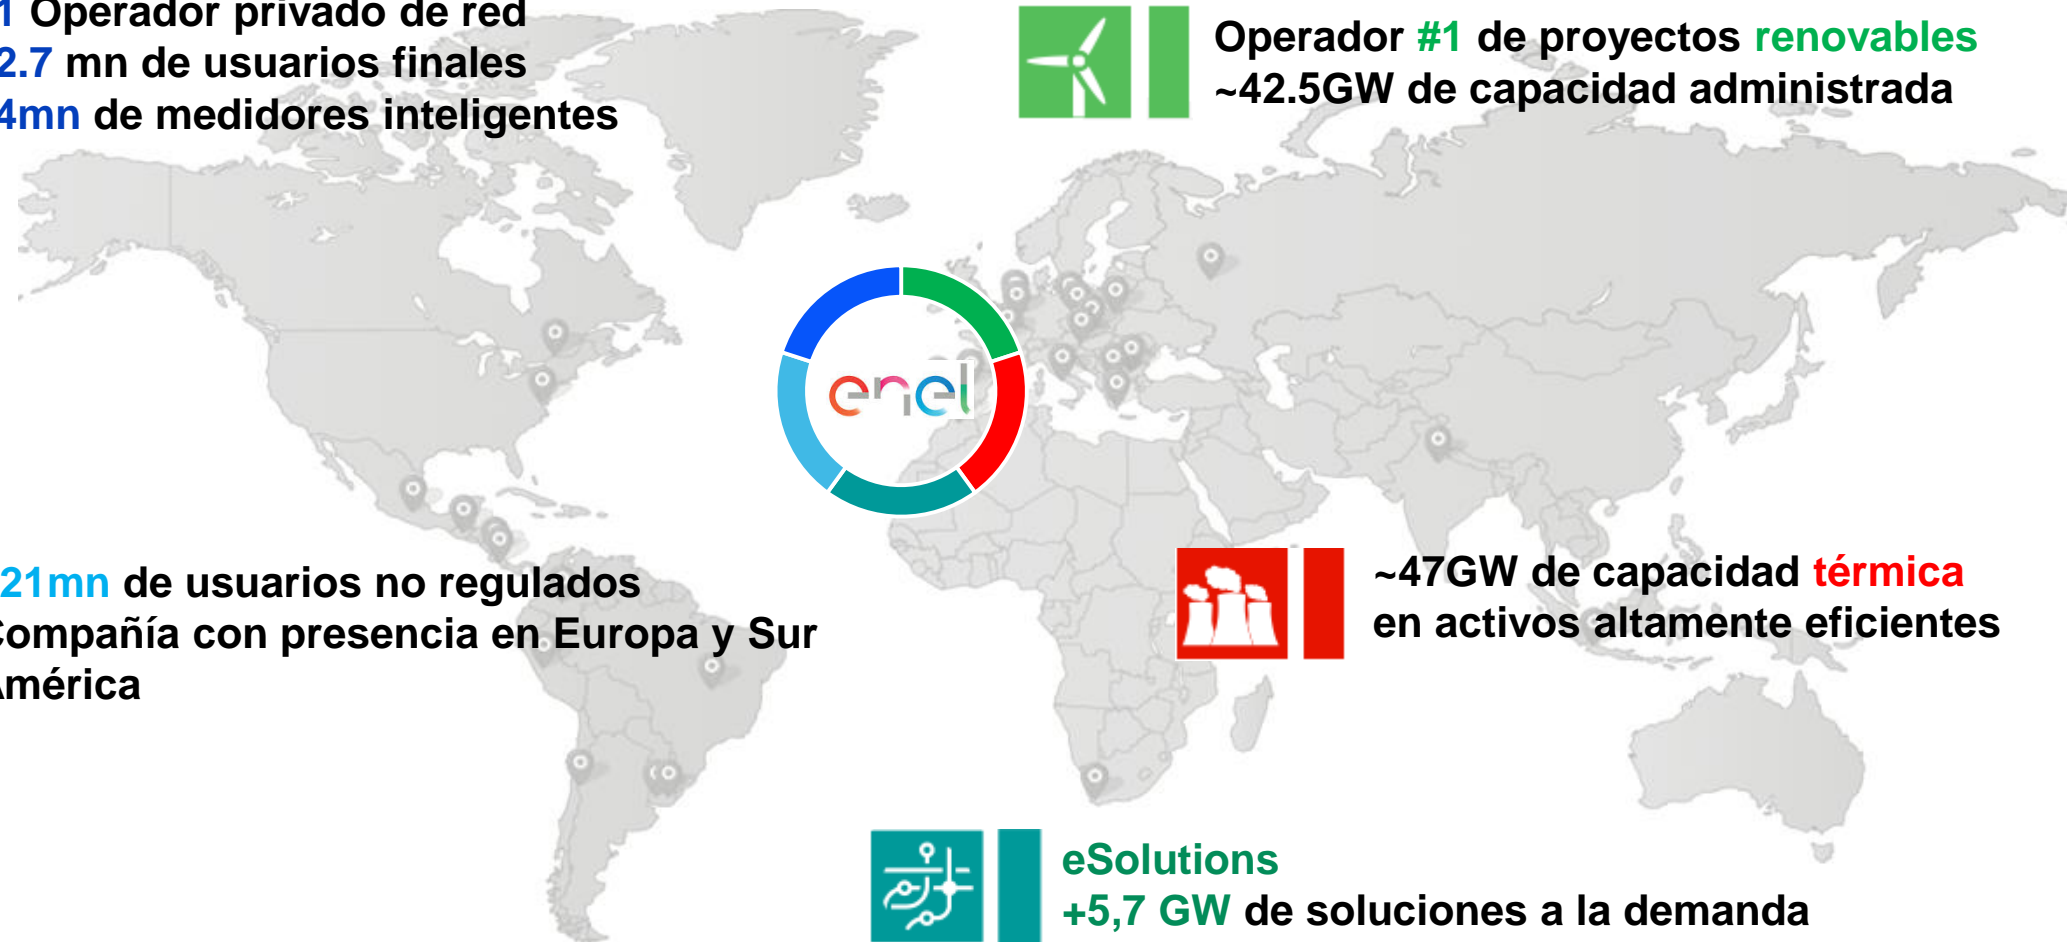 1 Operador privado de red
2.7 mn de usuarios finales
4mn de medidores inteligentes
Operador #1 de proyectos renovables
~42.5GW de capacidad administrada
enel
21mn de usuarios no regulados
Compañía con presencia en Europa y Sur
América
~47GW de capacidad térmica
en activos altamente eficientes
eSolutions
+5,7 GW de soluciones a la demanda